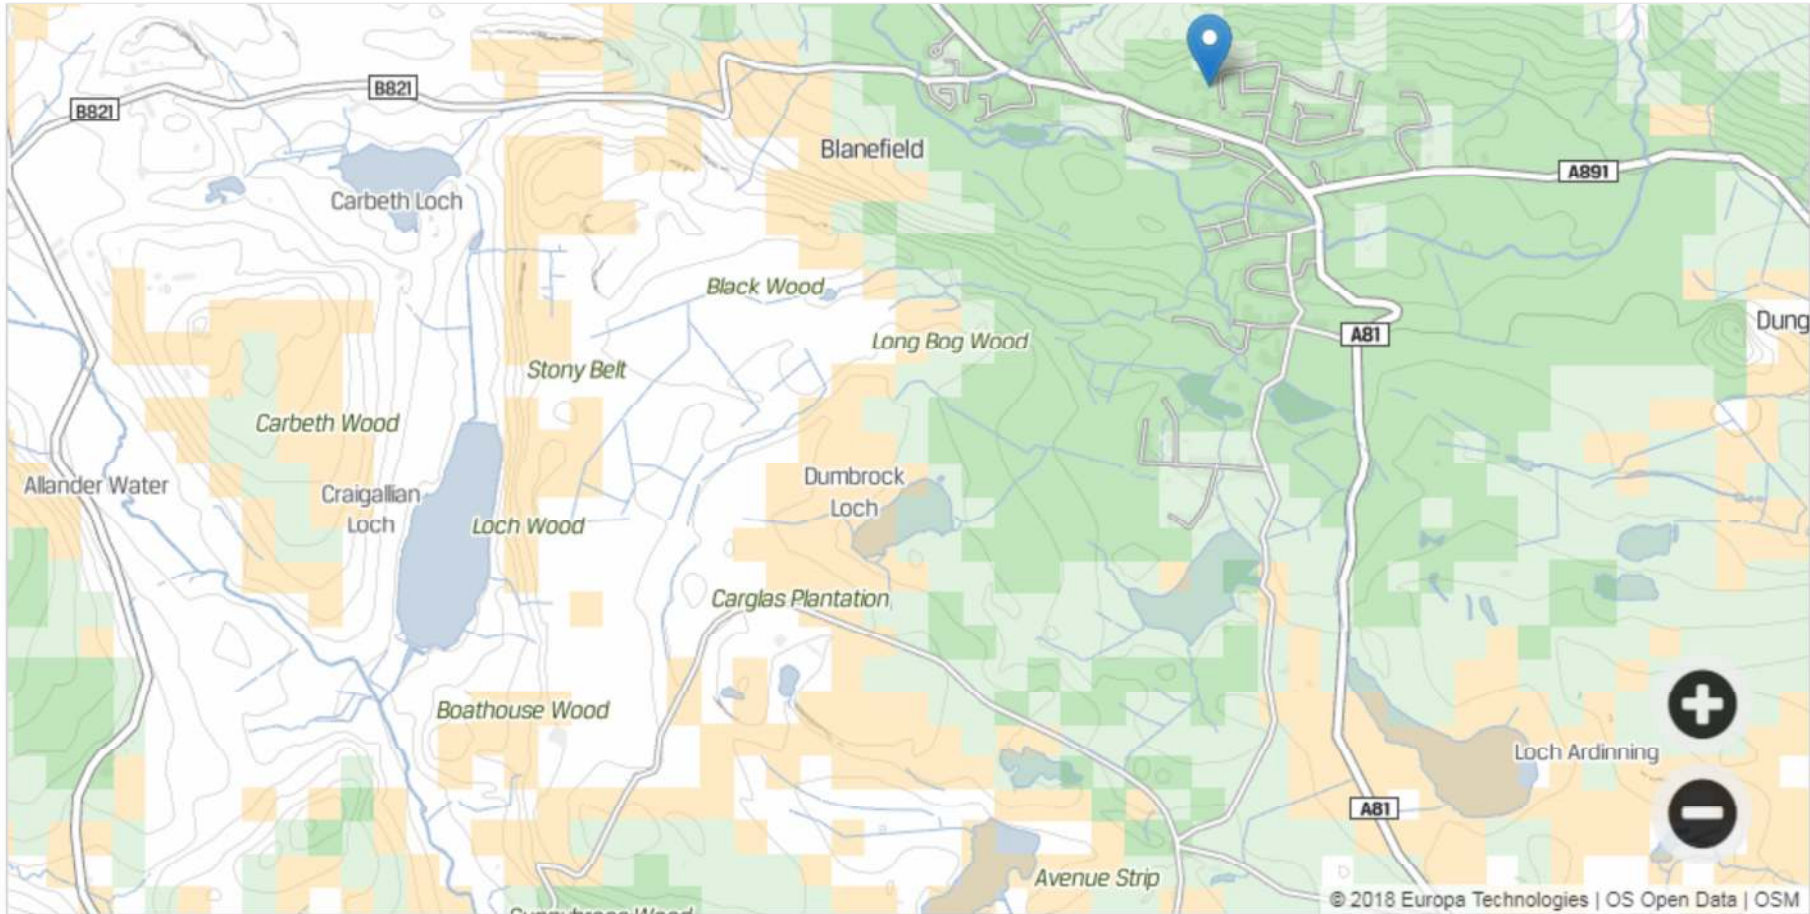 B821
B821
Blanefield
A891
Carbeth Loch
Black Wood
Dung
A81
Long Bog Wood
Stony Belt
Carbeth Wood
Allander Water
Craigallian
Loch
Loch Wood
Dumbrock
Loch
Carglas Plantation
Boathouse Wood
Loch Ardinning
A81
Avenue Strip
© 2018 Europa Technologies | OS Open Data | OSM